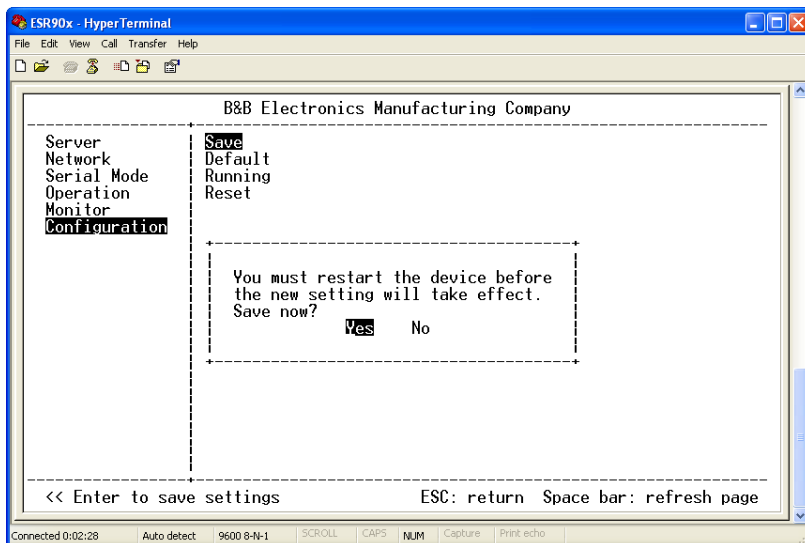 ESR90x - HyperTerminal
File Edit View Call Transfer Help
B&B Electronics Manufacturing Company
Server
Network
Serial Mode
Operation
Monitor
Configuration
Save
Default
Running
Reset
You must restart the device before
the new setting will take effect.
Save now?
Yes No
<< Enter to save settings ESC: return Space bar: refresh page
Connected 0:02:28 Auto detect 9600 8-N-1 SCROLL CAPS NUM Capture Print echo